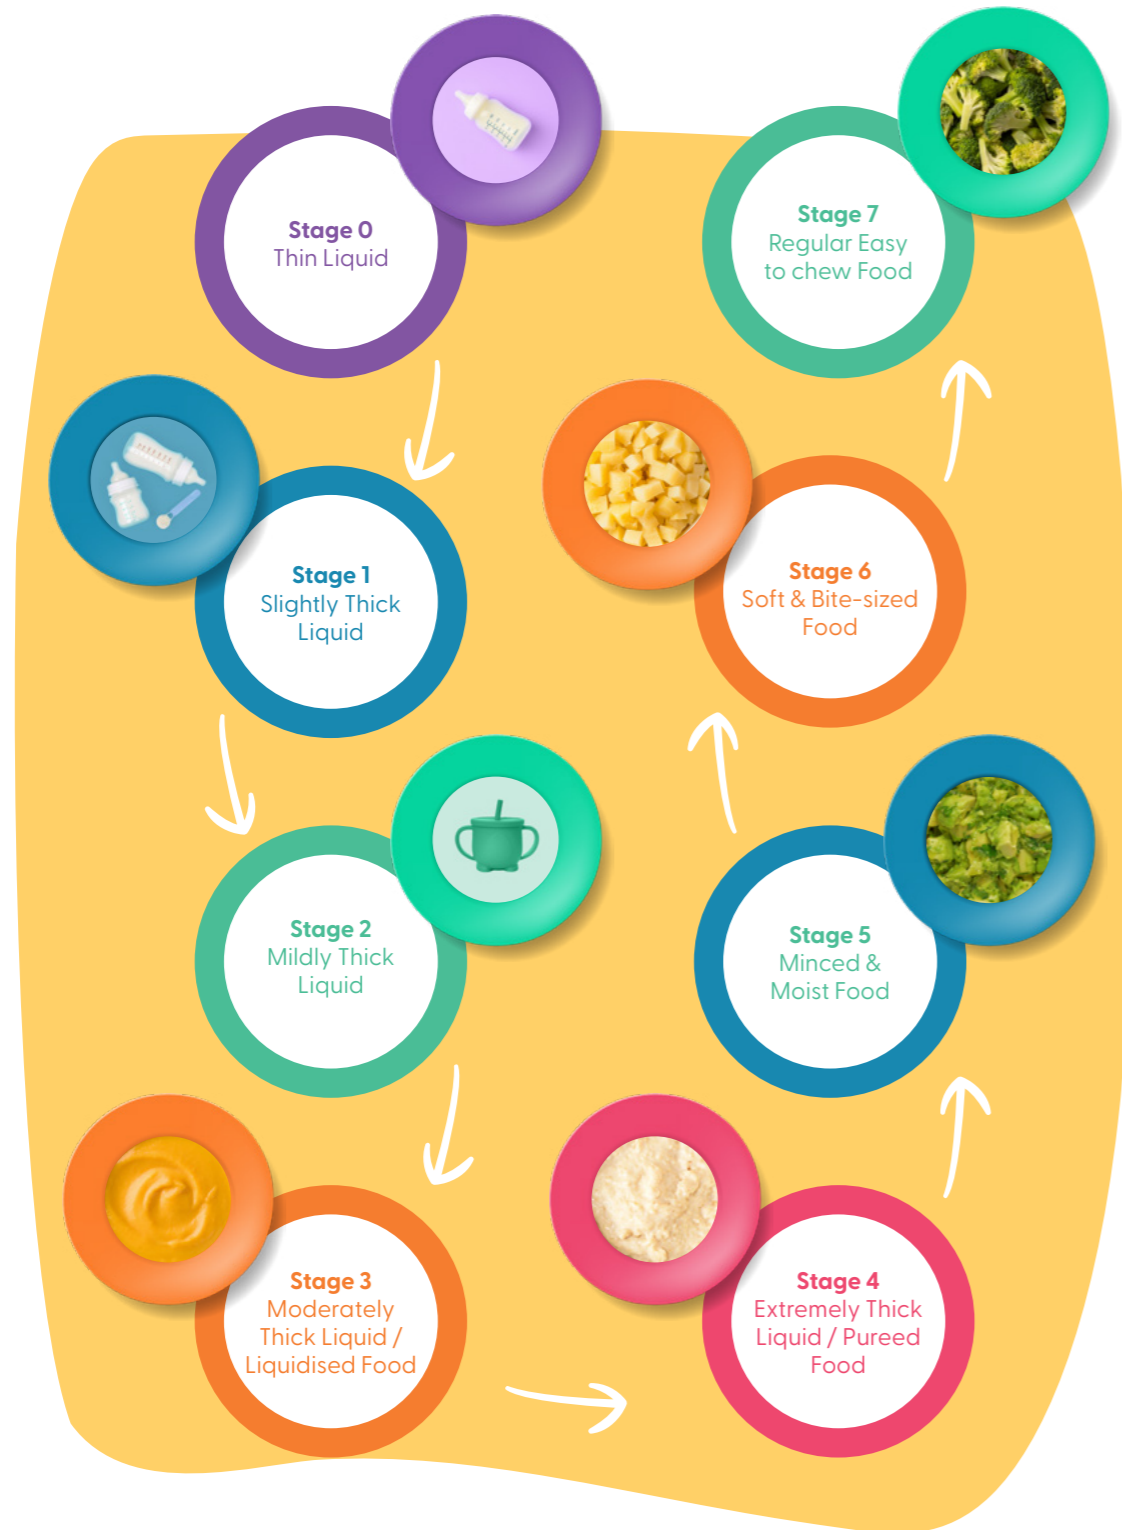 Stage 0
Thin Liquid
Stage 1
Slightly Thick
Liquid
Stage 2
Mildly Thick
Liquid
Stage 3
Moderately
Thick Liquid /
Liquidised Food
Stage 4
Extremely Thick
Liquid / Pureed
Food
Stage 5
Minced &
Moist Food
Stage 6
Soft & Bite-sized
Food
Stage 7
Regular Easy
to chew Food